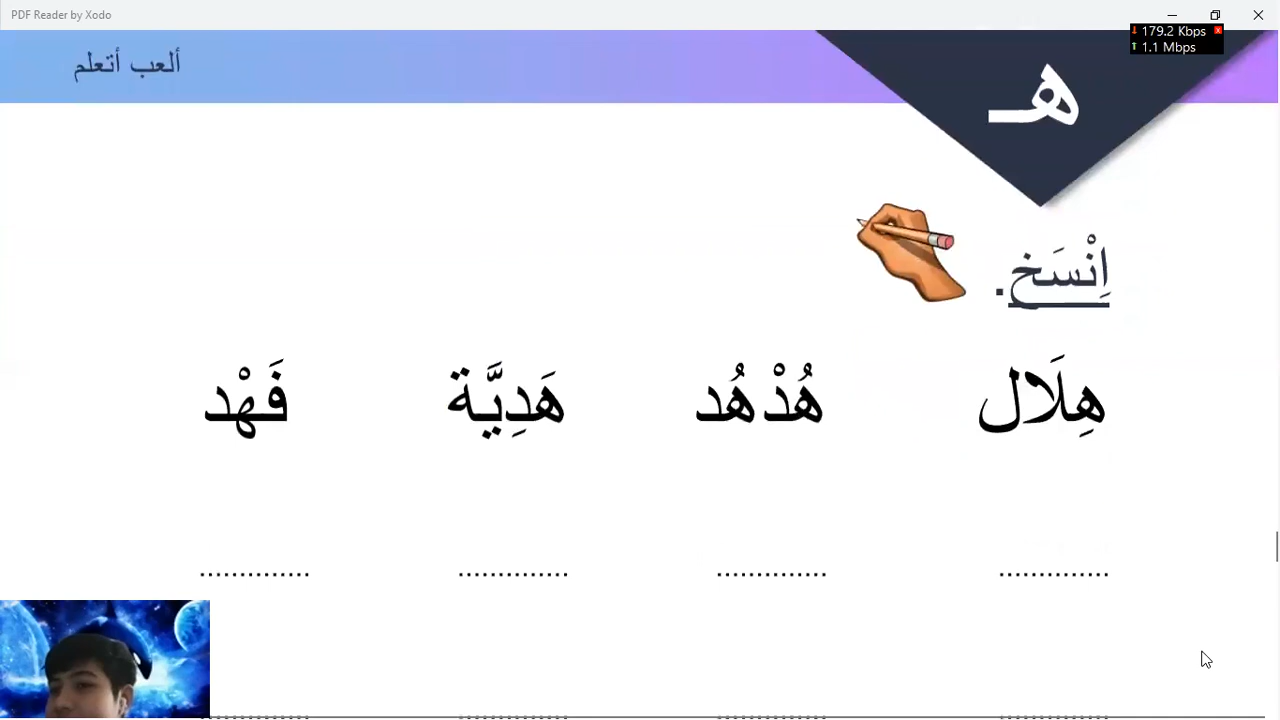 PDF Reader by Xodo
179.2 Kbps x
1.1 Mbps
ألعب أتعلم
هـ
اِنْسَخ.
هِلَال هُدْهُد هَدِيَّة فَهْد
.............. .............. .............. ..............